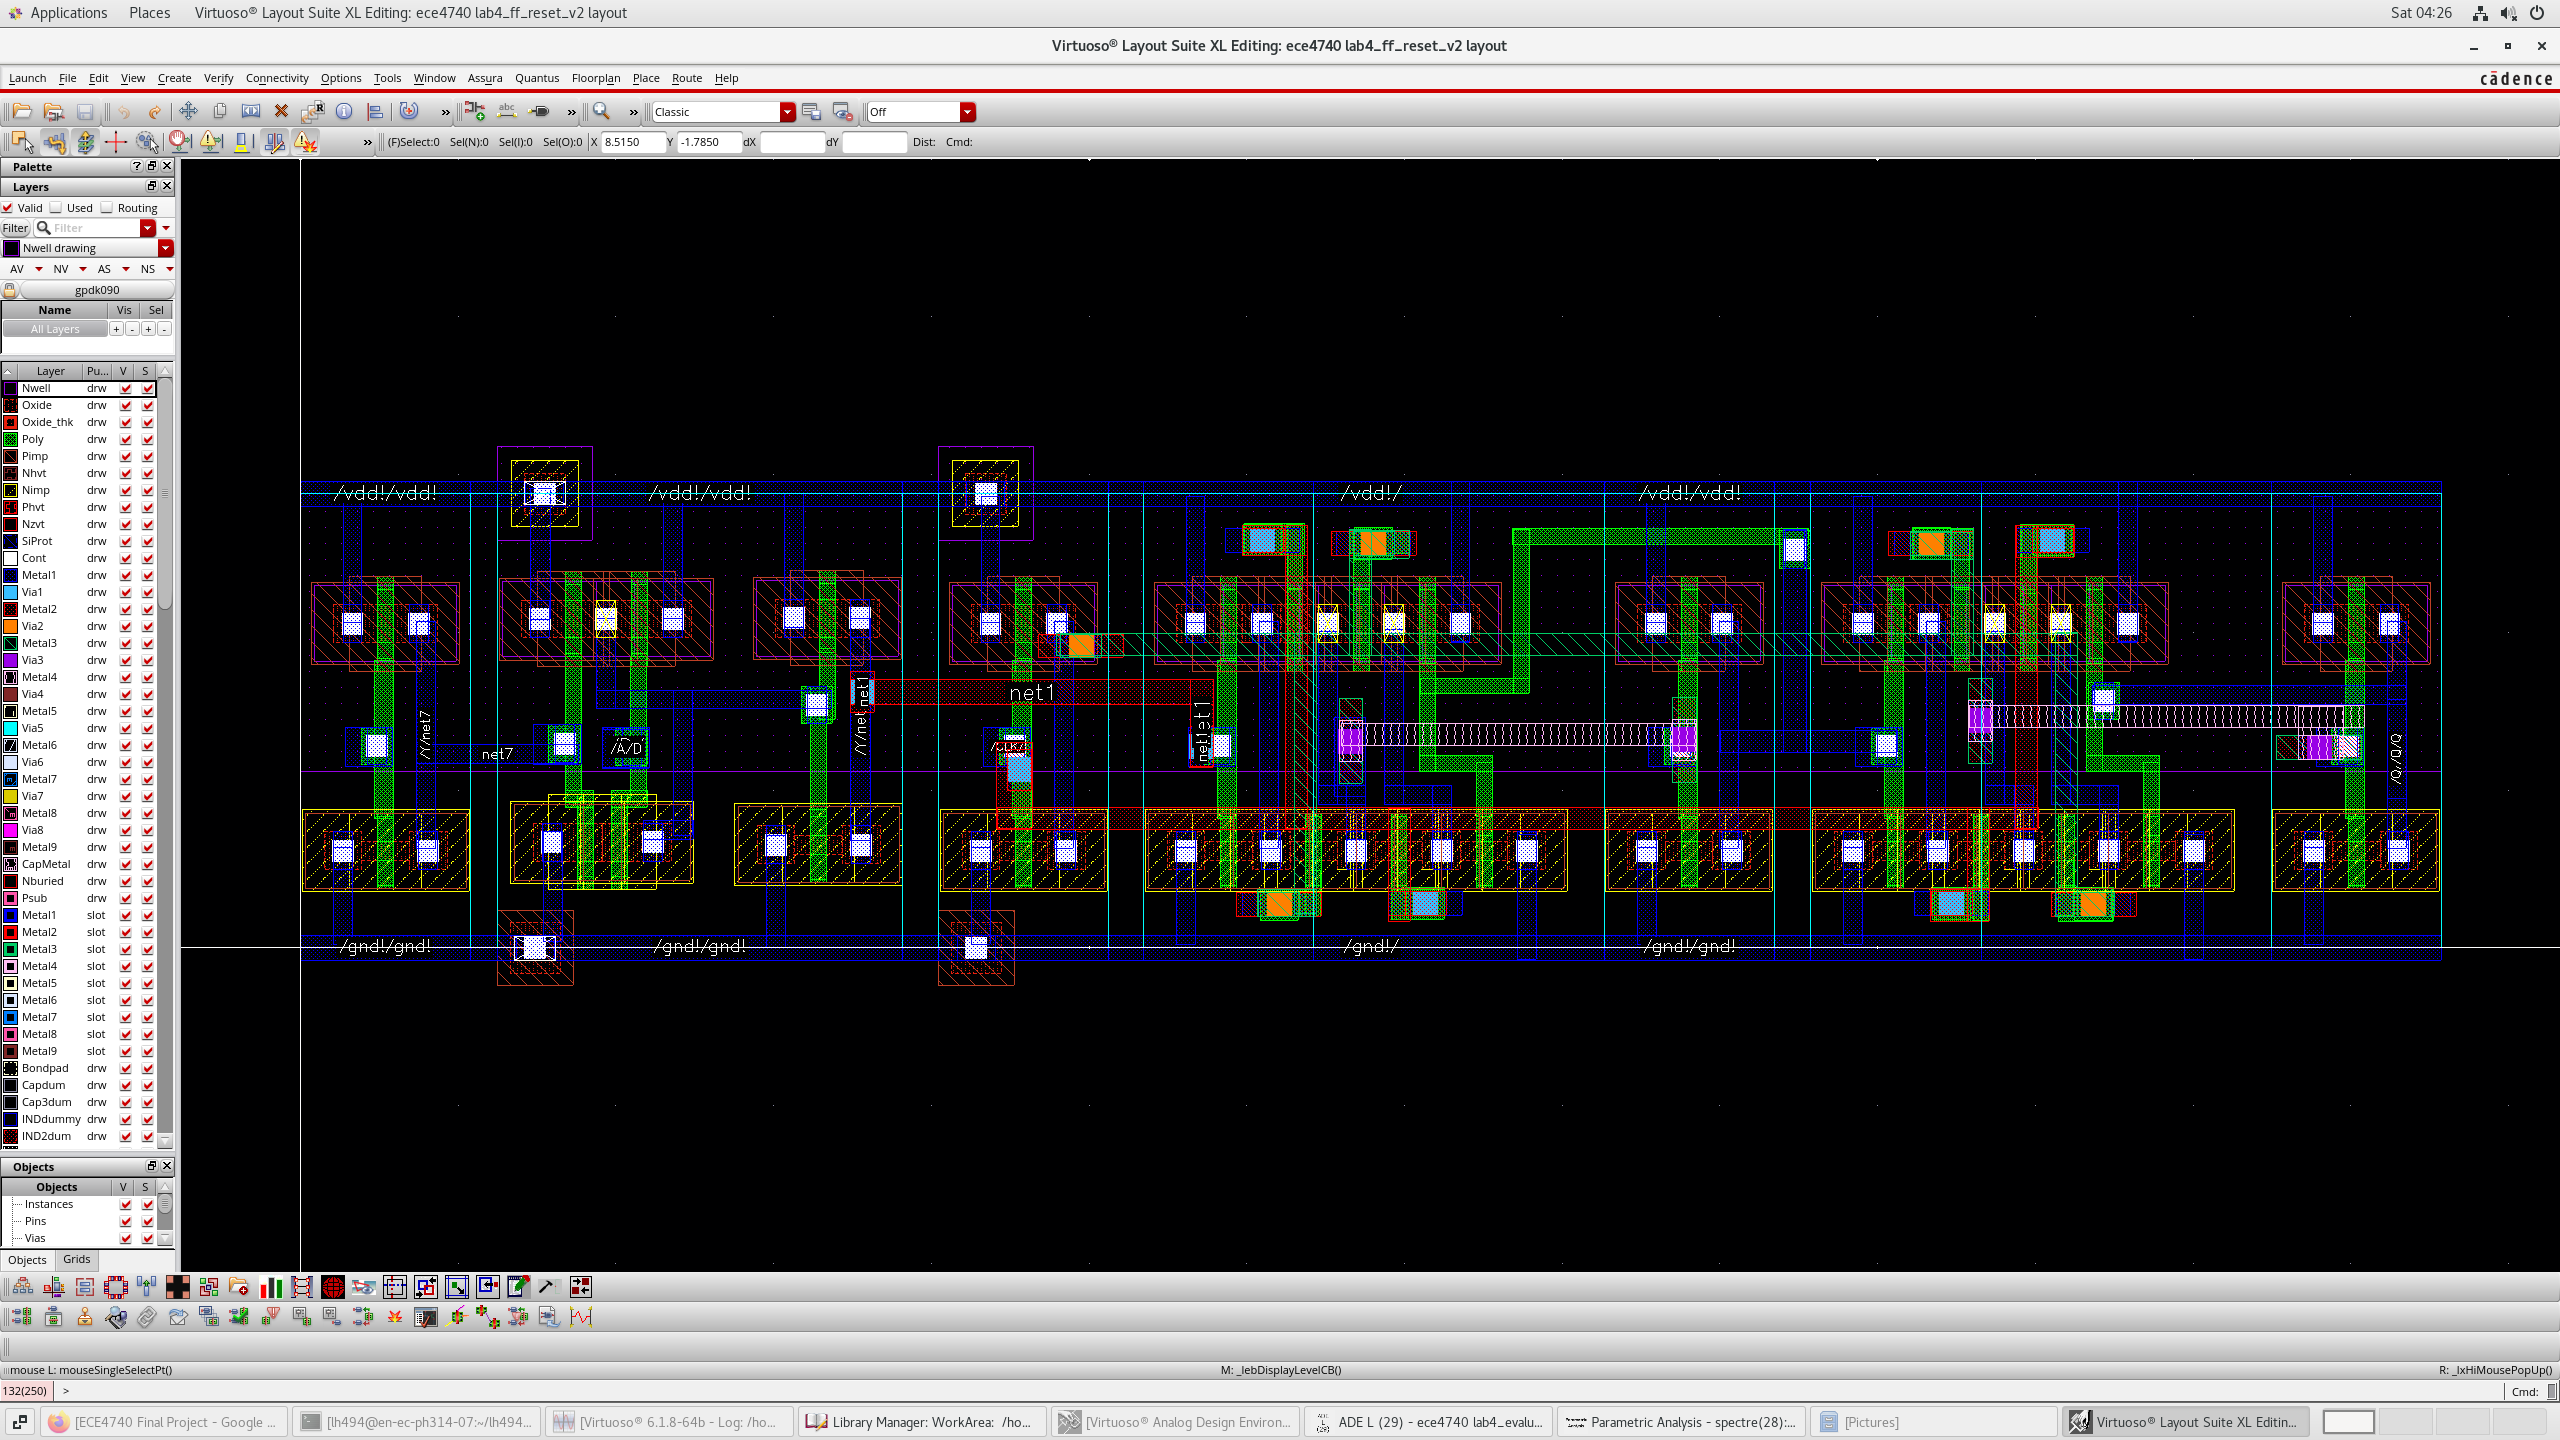 Applications Places Virtuoso® Layout Suite XL Editing: ece4740 lab4_ff_reset_v2 layout Sat 04:26
Virtuoso® Layout Suite XL Editing: ece4740 lab4_ff_reset_v2 layout
Launch File Edit View Create Verify Connectivity Options Tools Window Assura Quantus Floorplan Place Route Help cādence
» » » Classic Off
» (F)Select:0 Sel(N):0 Sel(I):0 Sel(O):0 X 8.5150 Y -1.7850 dX dY Dist: Cmd:
Palette
Layers
Valid Used Routing
Filter Filter
Nwell drawing
AV NV AS NS
gpdk090
Name Vis Sel
All Layers + - + -
Layer Pu... V S
Nwell drw
Oxide drw
Oxide_thk drw
Poly drw
Pimp drw
Nhvt drw
Nimp drw
Phvt drw
Nzvt drw
SiProt drw
Cont drw
Metal1 drw
Via1 drw
Metal2 drw
Via2 drw
Metal3 drw
Via3 drw
Metal4 drw
Via4 drw
Metal5 drw
Via5 drw
Metal6 drw
Via6 drw
Metal7 drw
Via7 drw
Metal8 drw
Via8 drw
Metal9 drw
CapMetal drw
Nburied drw
Psub drw
Metal1 slot
Metal2 slot
Metal3 slot
Metal4 slot
Metal5 slot
Metal6 slot
Metal7 slot
Metal8 slot
Metal9 slot
Bondpad drw
Capdum drw
Cap3dum drw
INDdummy drw
IND2dum drw
Objects
Objects V S
Instances
Pins
Vias
Objects Grids
/vdd!/vdd! /vdd!/vdd! /vdd!/ /vdd!/vdd!
net1
net1
/Y/net7
net7
/A/D
/Y/net
net1
/Q//Q/Q
/gnd!/gnd! /gnd!/gnd! /gnd!/ /gnd!/gnd!
mouse L: mouseSingleSelectPt() M: _lebDisplayLevelCB() R: _lxHiMousePopUp()
132(250) > Cmd:
[ECE4740 Final Project - Google ... [lh494@en-ec-ph314-07:~/lh494... [Virtuoso® 6.1.8-64b - Log: /ho... Library Manager: WorkArea: /ho... [Virtuoso® Analog Design Environ... ADE L (29) - ece4740 lab4_evalu... Parametric Analysis - spectre(28):... [Pictures] Virtuoso® Layout Suite XL Editin...